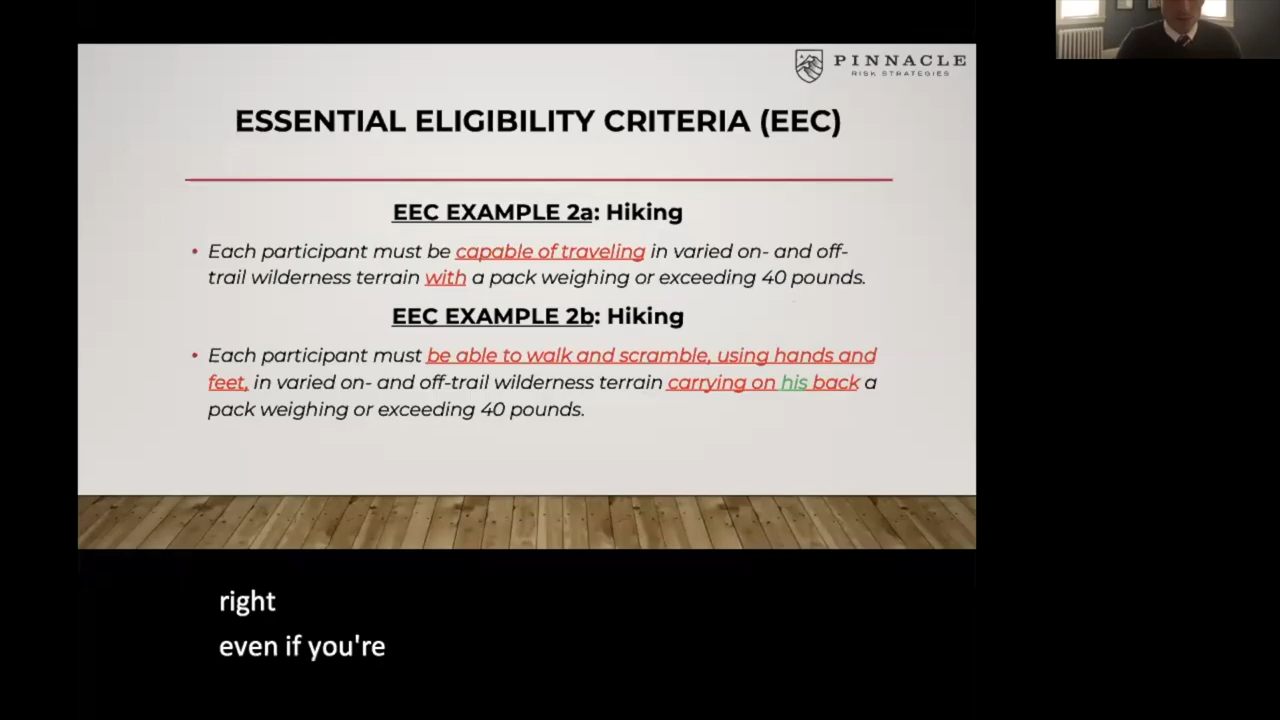 PINNACLE
RISK STRATEGIES
ESSENTIAL ELIGIBILITY CRITERIA (EEC)
EEC EXAMPLE 2a: Hiking
• Each participant must be capable of traveling in varied on- and off-
trail wilderness terrain with a pack weighing or exceeding 40 pounds.
EEC EXAMPLE 2b: Hiking
• Each participant must be able to walk and scramble, using hands and
feet, in varied on- and off-trail wilderness terrain carrying on his back a
pack weighing or exceeding 40 pounds.
right
even if you're